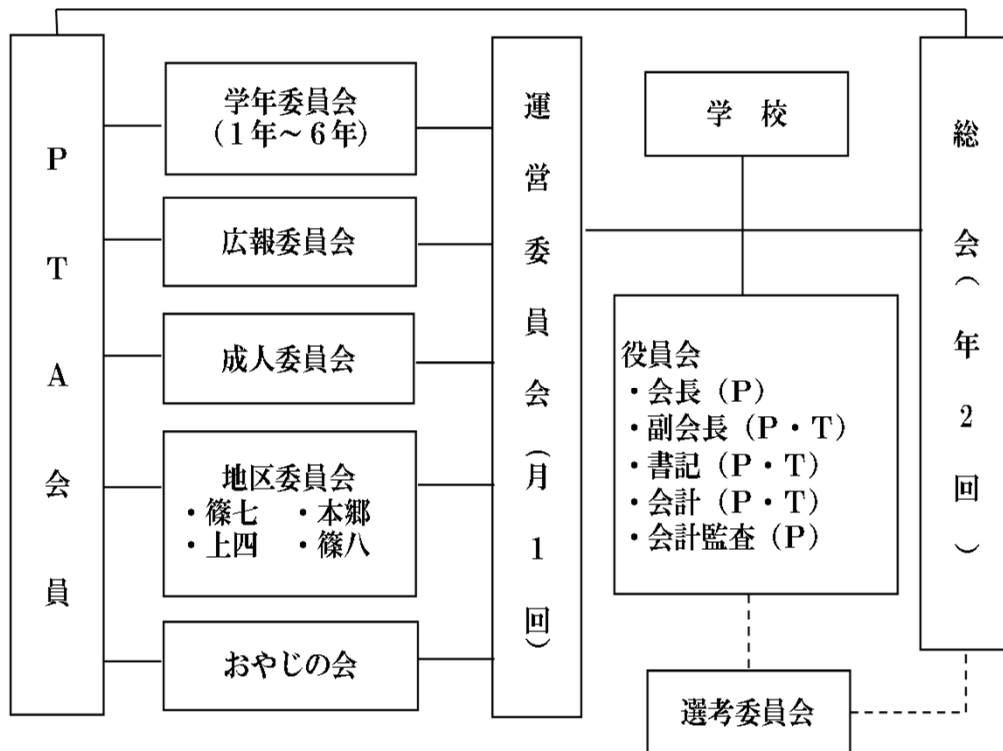 PTA会員
学年委員会
（1年～6年）
広報委員会
成人委員会
地区委員会
・篠七　・本郷
・上四　・篠八
おやじの会
運営委員会（月1回）
学　校
役員会
・会長（P）
・副会長（P・T）
・書記（P・T）
・会計（P・T）
・会計監査（P）
選考委員会
総会（年2回）